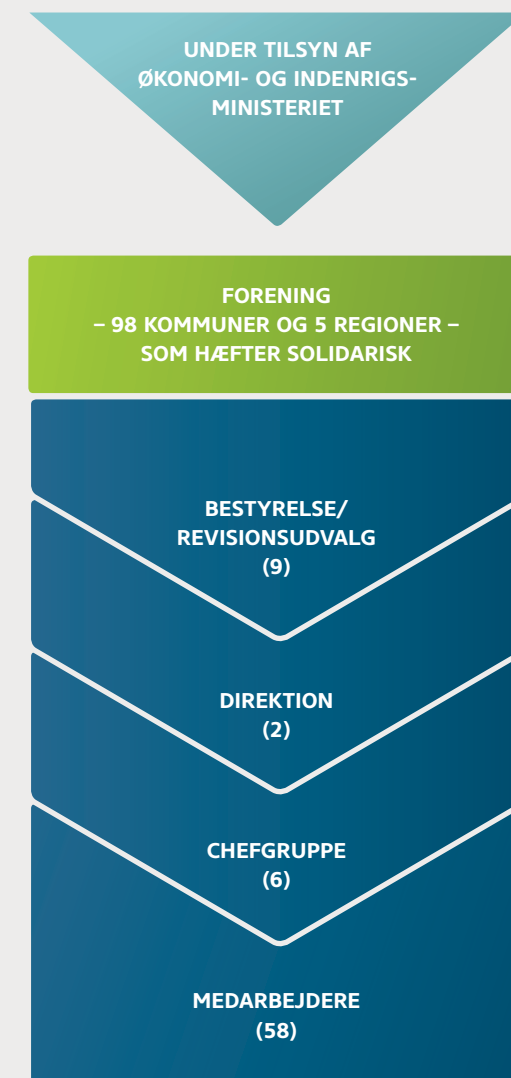 UNDER TILSYN AF
ØKONOMI- OG INDENRIGS-
MINISTERIET
FORENING
– 98 KOMMUNER OG 5 REGIONER –
SOM HÆFTER SOLIDARISK
BESTYRELSE/
REVISIONSUDVALG
(9)
DIREKTION
(2)
CHEFGRUPPE
(6)
MEDARBEJDERE
(58)